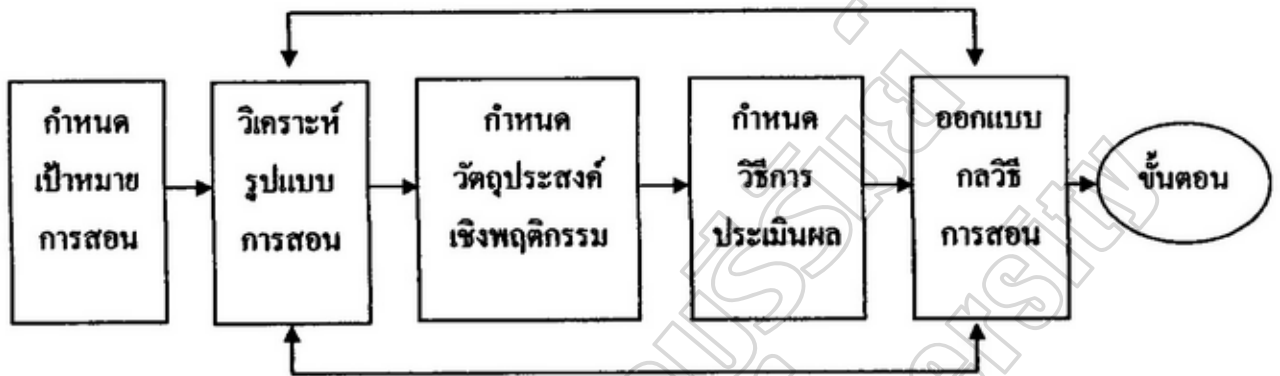 กำหนด
เป้าหมาย
การสอน
วิเคราะห์
รูปแบบ
การสอน
กำหนด
วัตถุประสงค์
เชิงพฤติกรรม
กำหนด
วิธีการ
ประเมินผล
ออกแบบ
กลวิธี
การสอน
ขั้นตอน